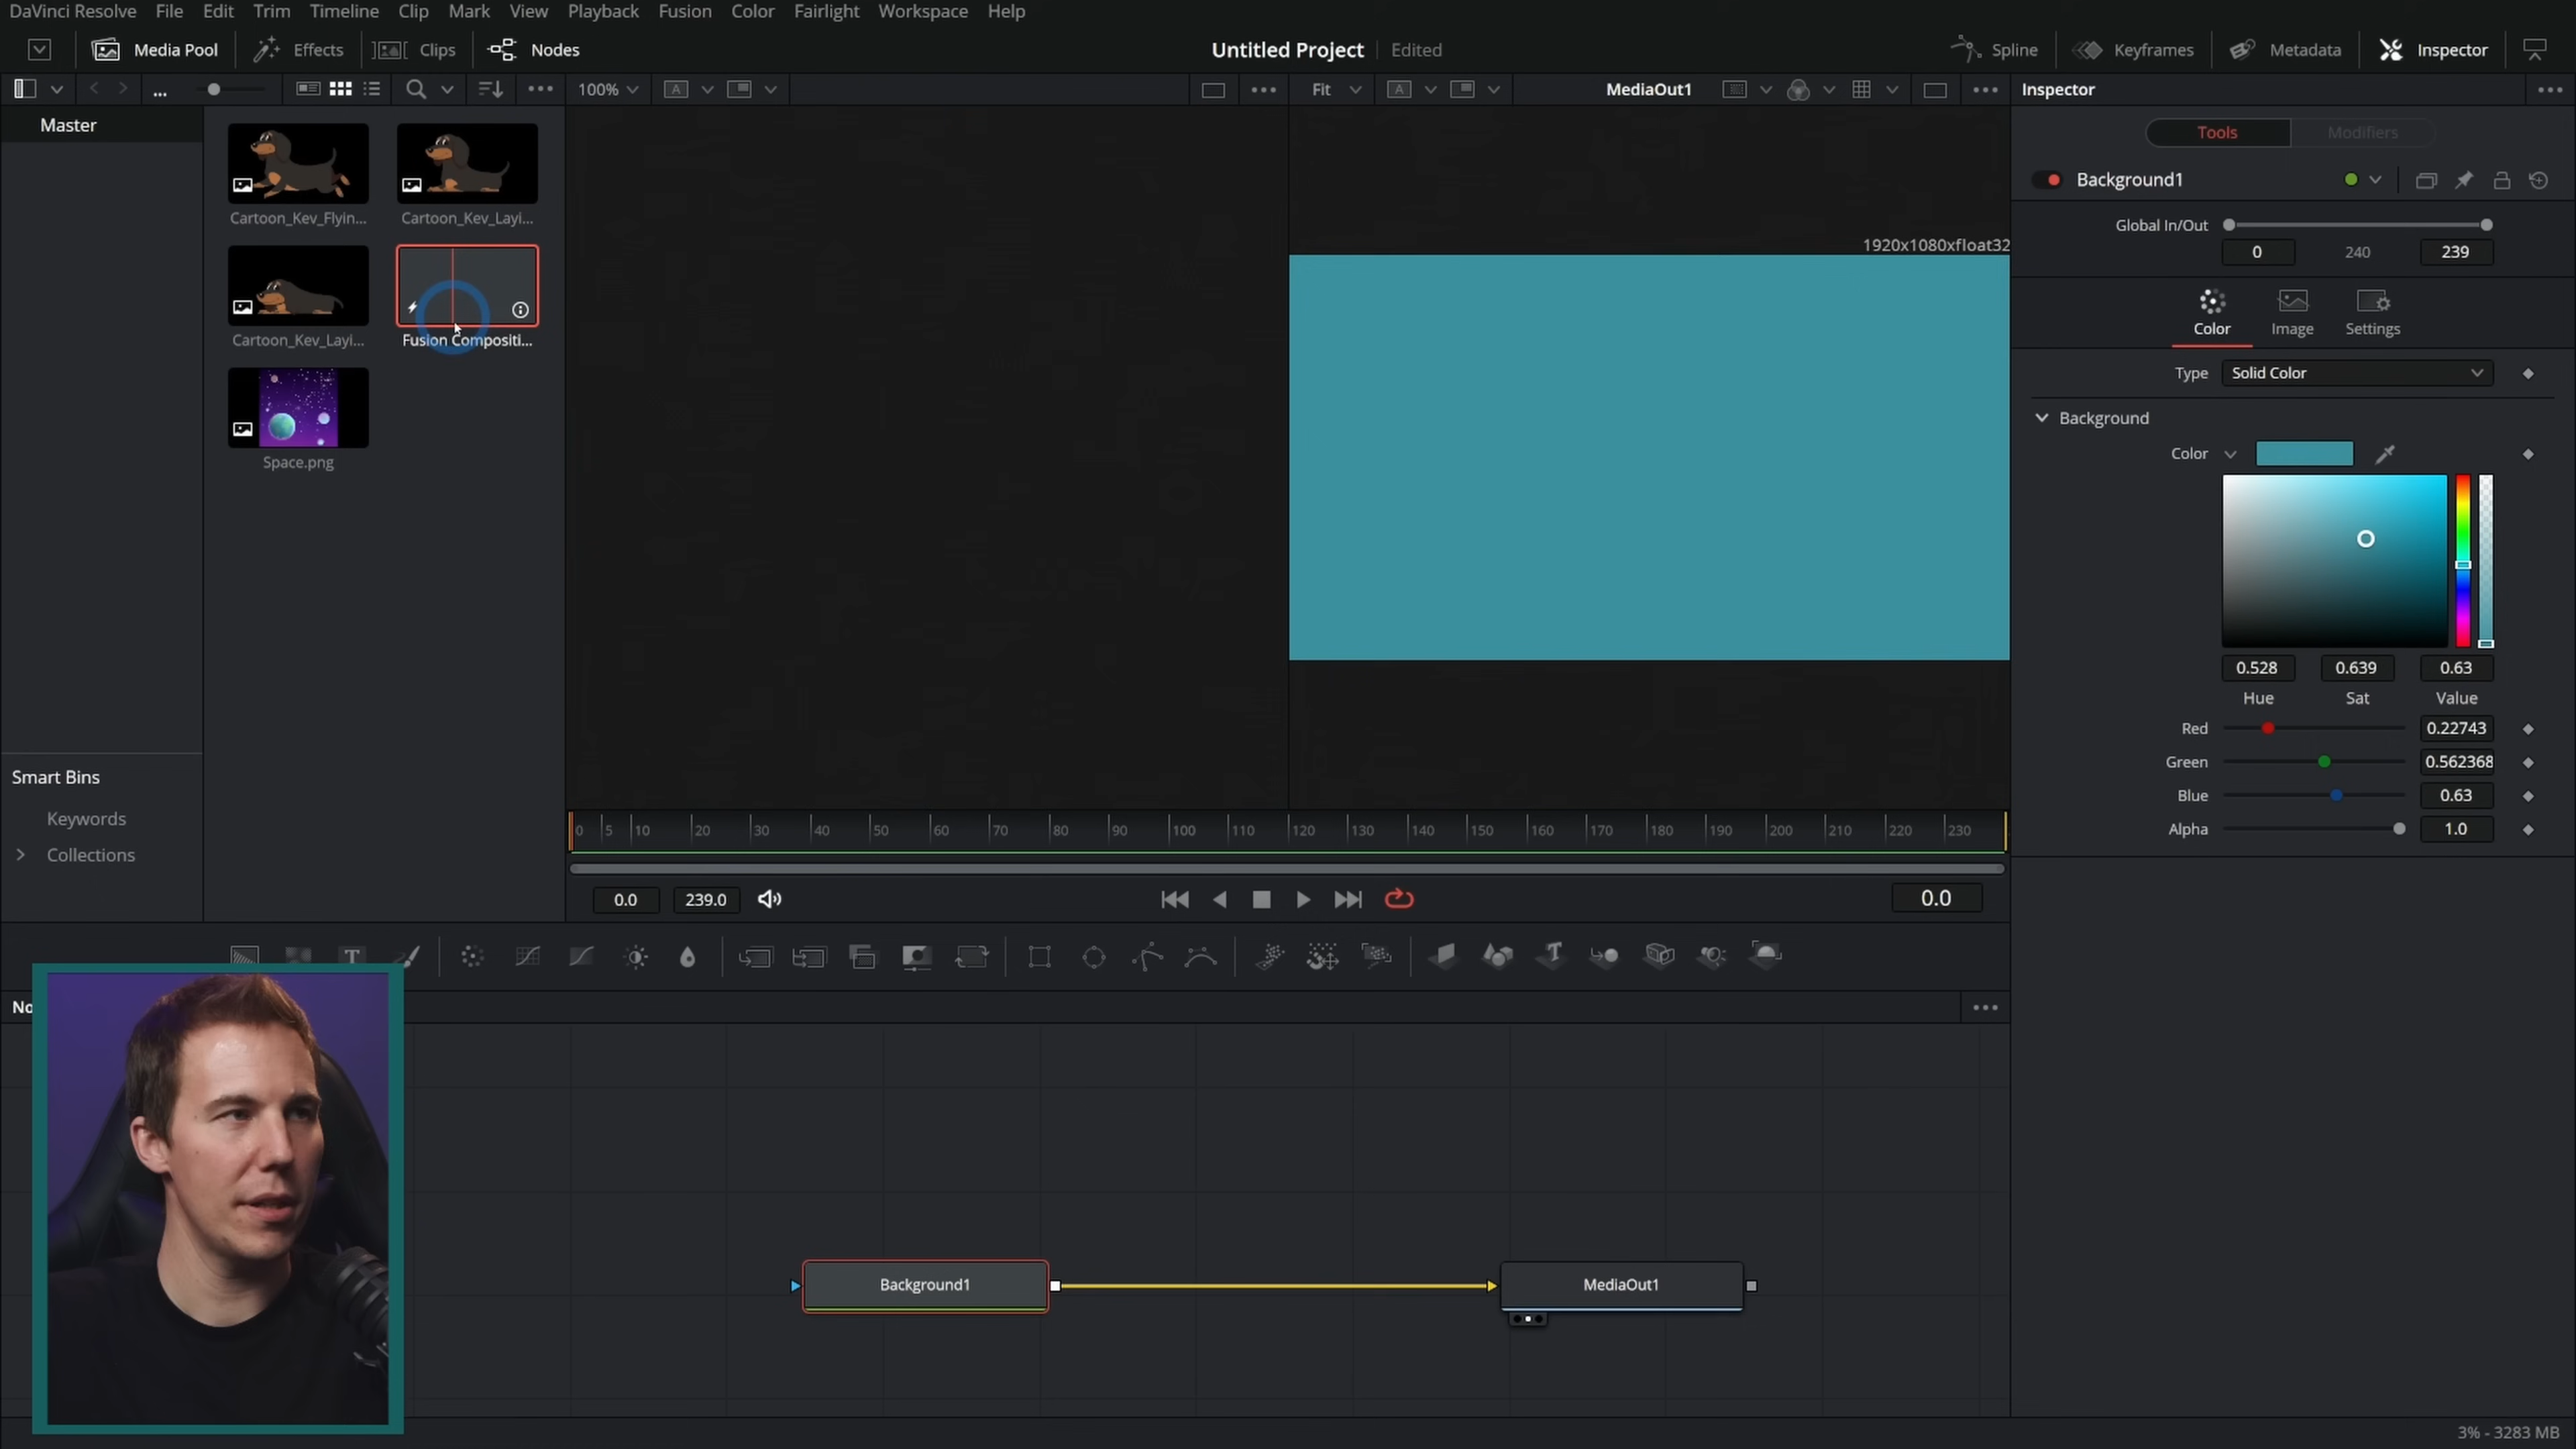 DaVinci Resolve File Edit Trim Timeline Clip Mark View Playback Fusion Color Fairlight Workspace Help
Media Pool Effects Clips Nodes Untitled Project Edited Spline Keyframes Metadata Inspector
... 100% A Fit A MediaOut1 Inspector
Master
Tools Modifiers
Background1
Cartoon_Kev_Flyin... Cartoon_Kev_Layi...
Global In/Out
0 240 239
1920x1080xfloat32
Color Image Settings
Cartoon_Kev_Layi... Fusion Compositi...
Type Solid Color
Background
Color
Space.png
0.528 0.639 0.63
Hue Sat Value
Red 0.22743
Green 0.562368
Blue 0.63
Alpha 1.0
Smart Bins
Keywords
Collections
0 5 10 20 30 40 50 60 70 80 90 100 110 120 130 140 150 160 170 180 190 200 210 220 230
0.0 239.0 0.0
T T
No
Background1 MediaOut1
3% - 3283 MB